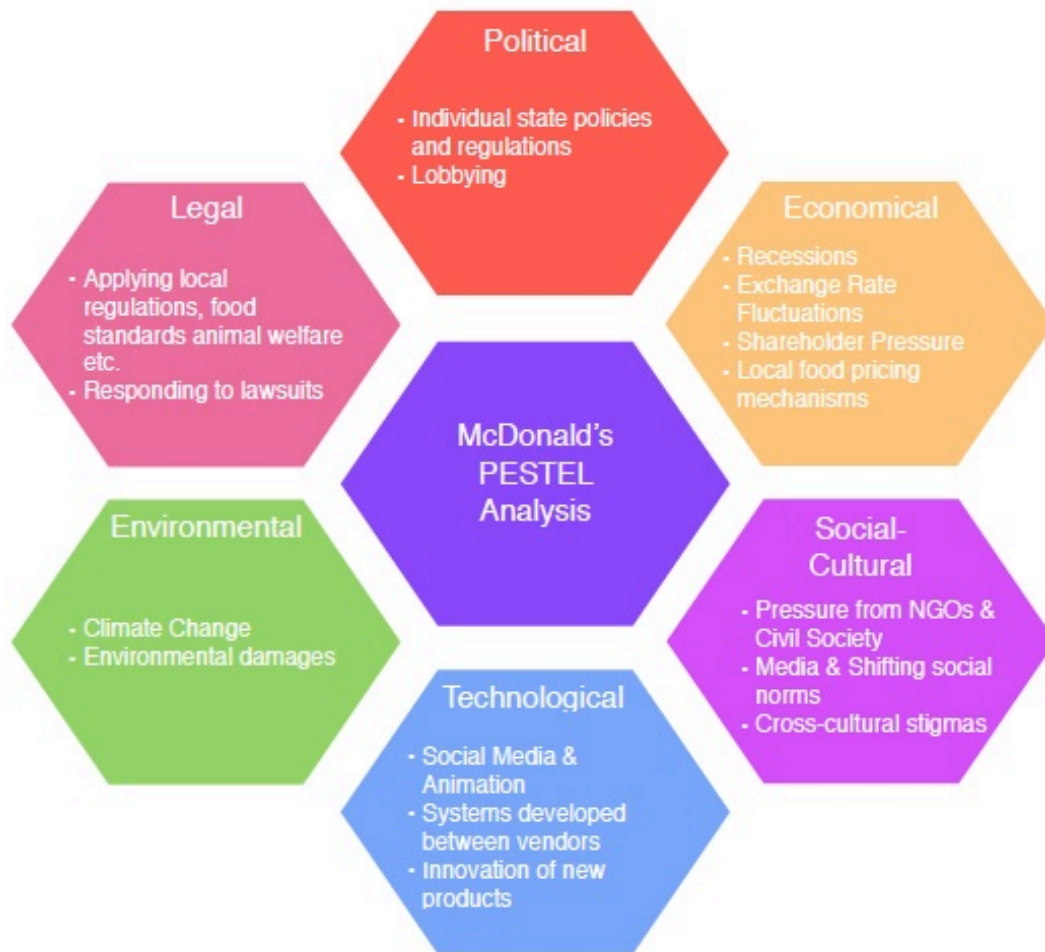 Political
- Individual state policies
and regulations
- Lobbying
Legal
- Applying local
regulations, food
standards animal welfare
etc.
- Responding to lawsuits
Economical
- Recessions
- Exchange Rate
Fluctuations
- Shareholder Pressure
- Local food pricing
mechanisms
McDonald's
PESTEL
Analysis
Environmental
- Climate Change
- Environmental damages
Social-
Cultural
- Pressure from NGOs &
Civil Society
- Media & Shifting social
norms
- Cross-cultural stigmas
Technological
- Social Media &
Animation
- Systems developed
between vendors
- Innovation of new
products